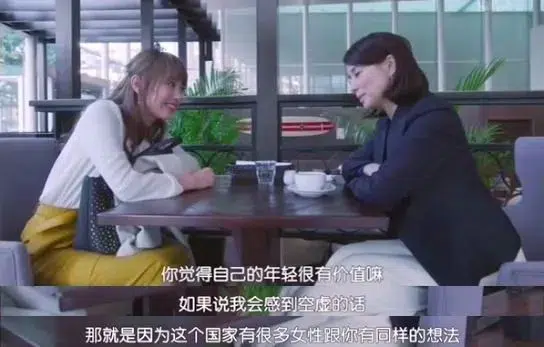 你觉得自己的年轻很有价值嘛
如果说我会感到空虚的话
那就是因为这个国家有很多女性跟你有同样的想法